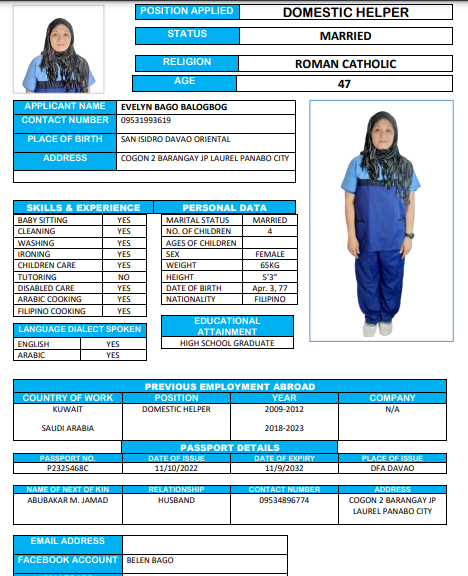 POSITION APPLIED DOMESTIC HELPER
STATUS MARRIED
RELIGION ROMAN CATHOLIC
AGE 47
APPLICANT NAME EVELYN BAGO BALOGBOG
CONTACT NUMBER 09531993619
PLACE OF BIRTH SAN ISIDRO DAVAO ORIENTAL
ADDRESS COGON 2 BARANGAY JP LAUREL PANABO CITY
SKILLS & EXPERIENCE
BABY SITTING YES
CLEANING YES
WASHING YES
IRONING YES
CHILDREN CARE YES
TUTORING NO
DISABLED CARE YES
ARABIC COOKING YES
FILIPINO COOKING YES
PERSONAL DATA
MARITAL STATUS MARRIED
NO. OF CHILDREN 4
AGES OF CHILDREN
SEX FEMALE
WEIGHT 65KG
HEIGHT 5'3"
DATE OF BIRTH Apr. 3, 77
NATIONALITY FILIPINO
LANGUAGE DIALECT SPOKEN
ENGLISH YES
ARABIC YES
EDUCATIONAL
ATTAINMENT
HIGH SCHOOL GRADUATE
PREVIOUS EMPLOYMENT ABROAD
COUNTRY OF WORK POSITION YEAR COMPANY
KUWAIT DOMESTIC HELPER 2009-2012 N/A
SAUDI ARABIA 2018-2023
PASSPORT DETAILS
PASSPORT NO. DATE OF ISSUE DATE OF EXPIRY PLACE OF ISSUE
P2325468C 11/10/2022 11/9/2032 DFA DAVAO
NAME OF NEXT OF KIN RELATIONSHIP CONTACT NUMBER ADDRESS
ABUBAKAR M. JAMAD HUSBAND 09534896774 COGON 2 BARANGAY JP
LAUREL PANABO CITY
EMAIL ADDRESS
FACEBOOK ACCOUNT BELEN BAGO